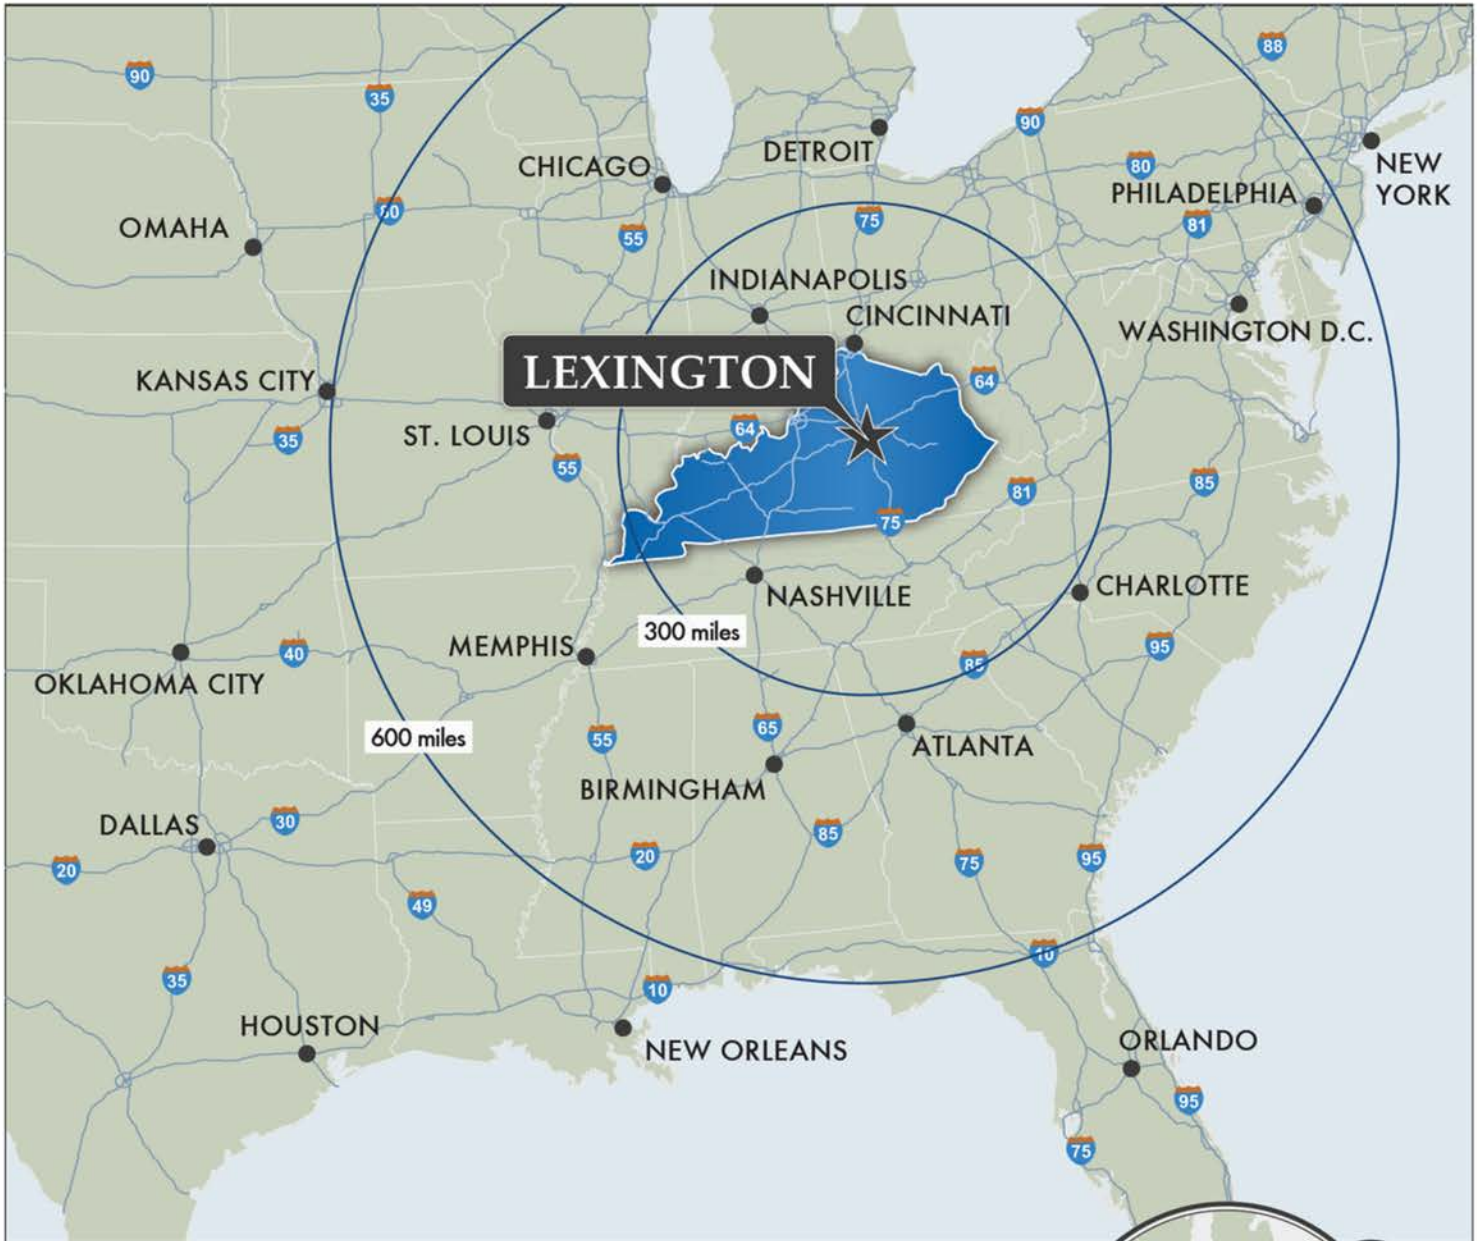 88
90
35
90
DETROIT
CHICAGO
80
NEW
YORK
PHILADELPHIA
80
75
81
OMAHA
55
INDIANAPOLIS
CINCINNATI
WASHINGTON D.C.
LEXINGTON
KANSAS CITY
64
64
ST. LOUIS
35
55
85
81
75
CHARLOTTE
NASHVILLE
300 miles
MEMPHIS
95
40
85
OKLAHOMA CITY
65
600 miles
55
ATLANTA
BIRMINGHAM
30
DALLAS
85
20
95
75
20
49
10
35
10
HOUSTON
NEW ORLEANS
ORLANDO
95
75